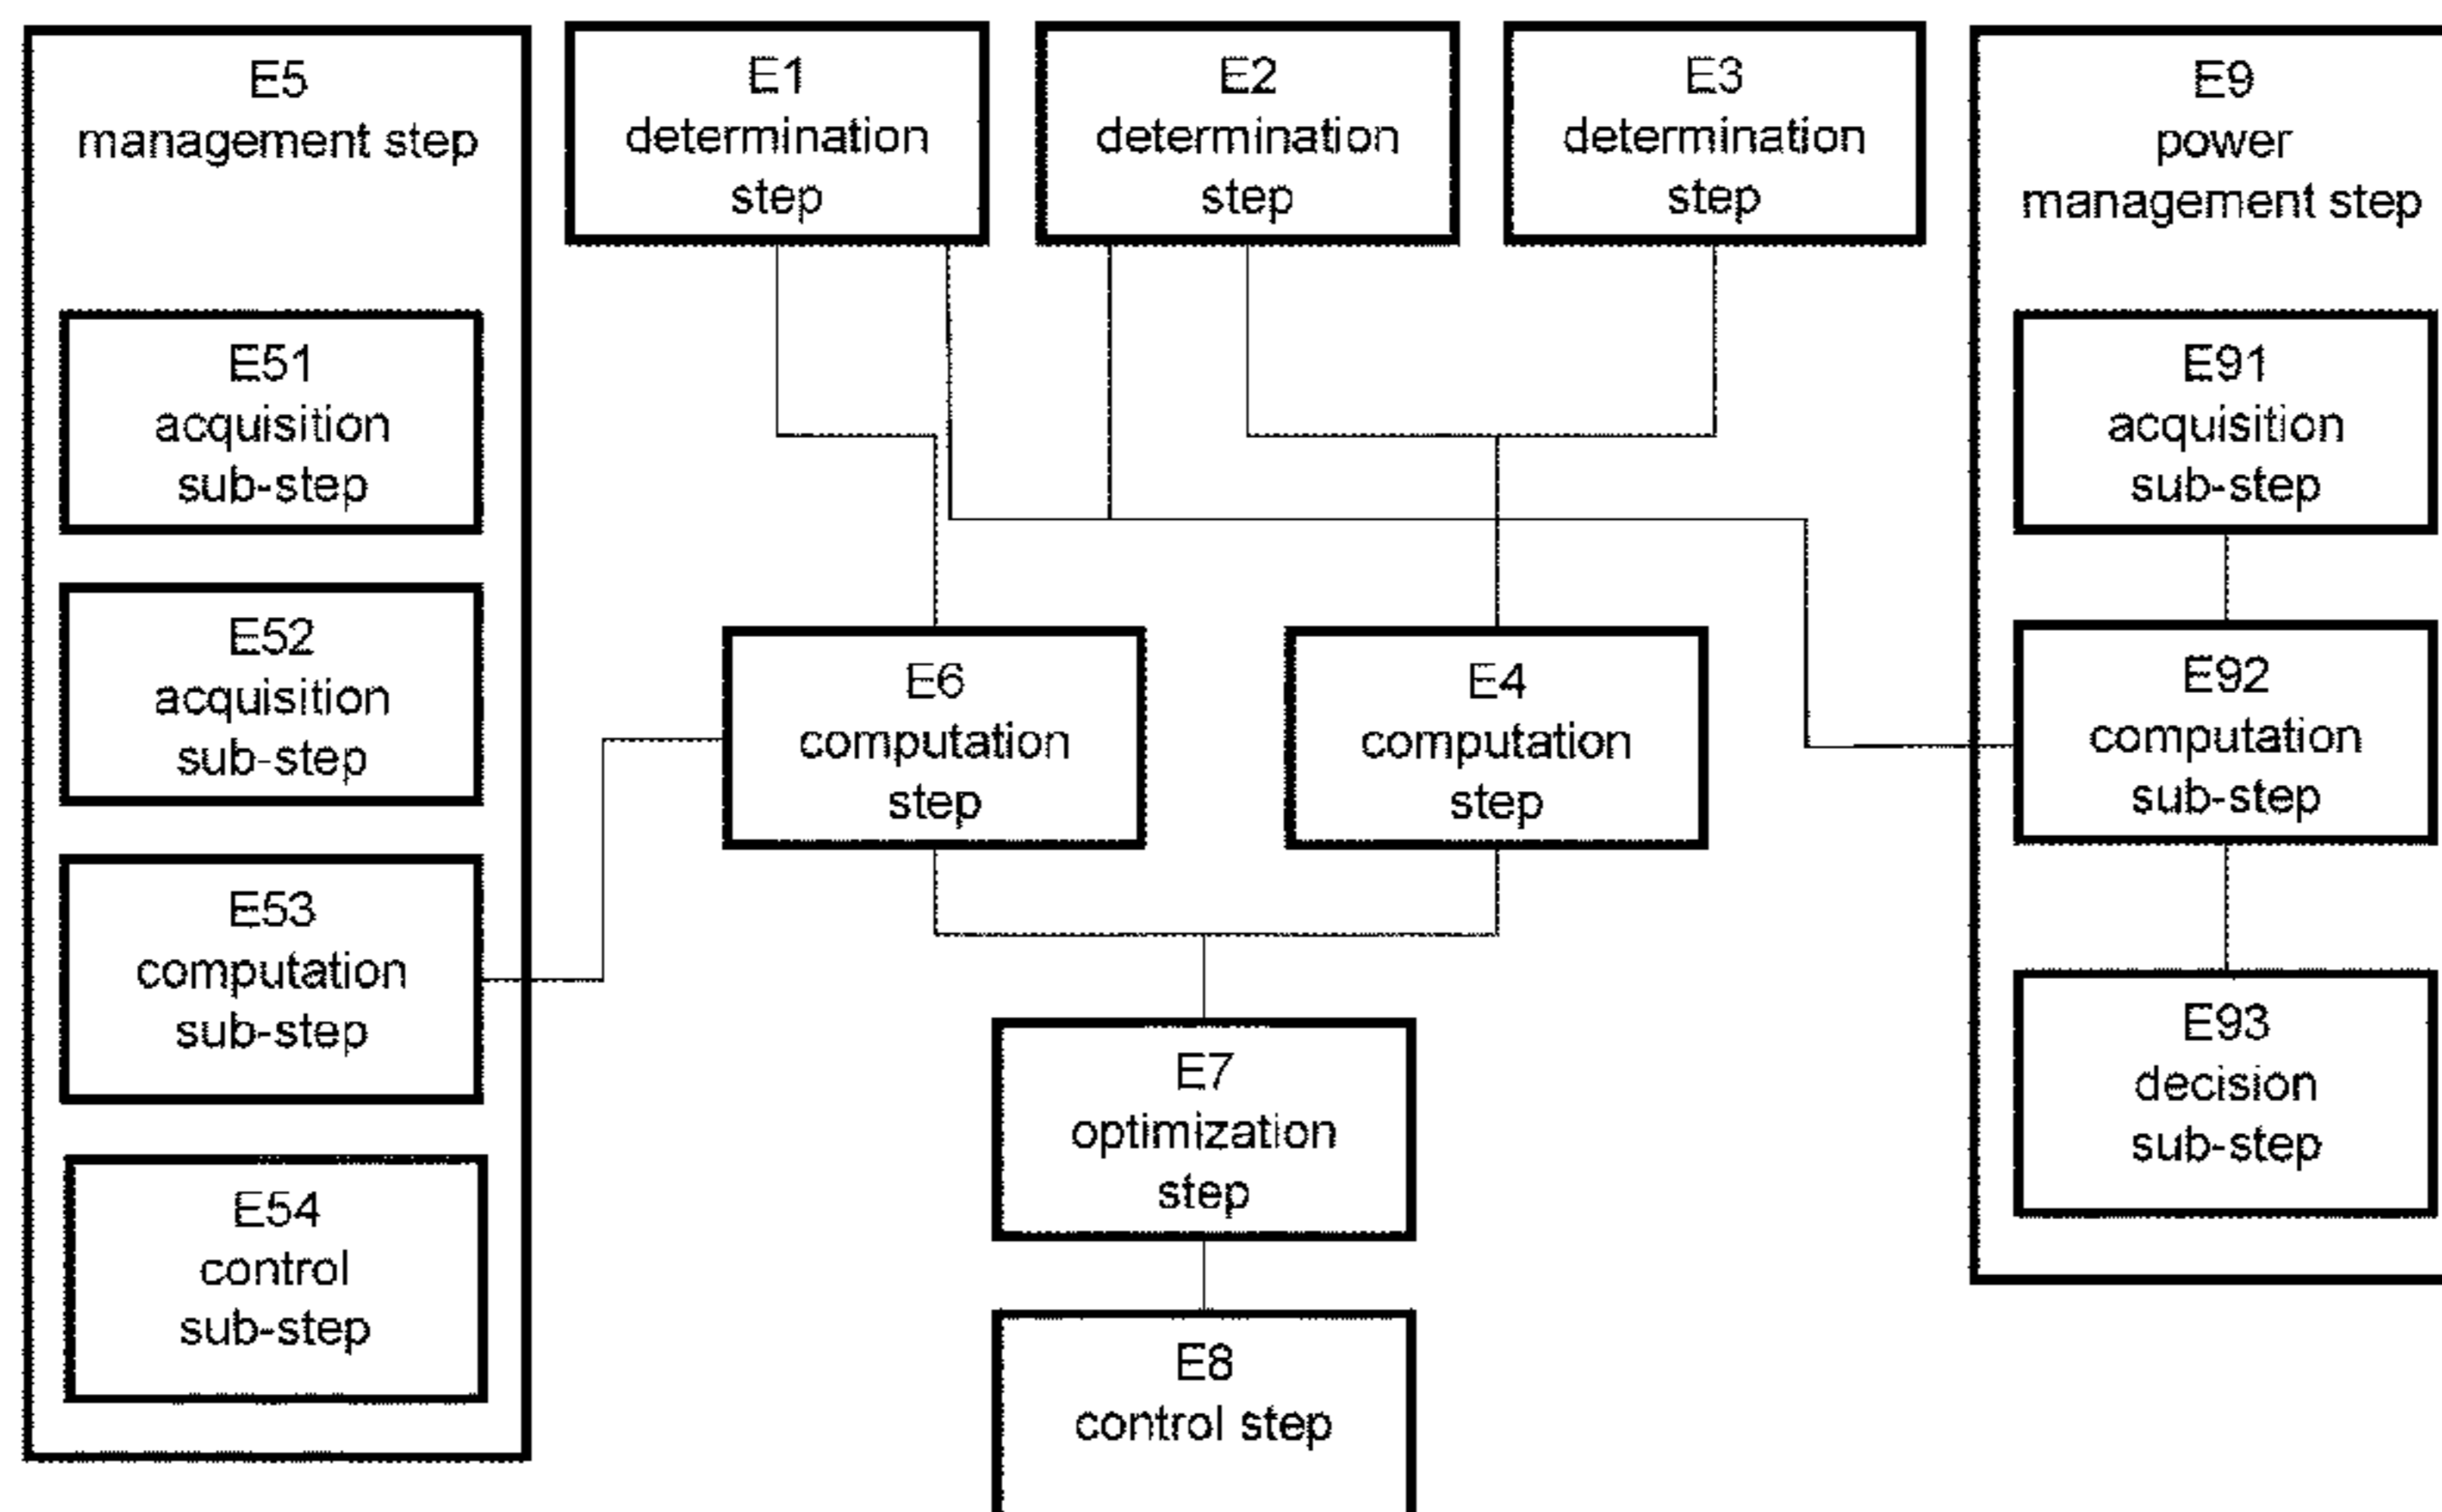 E5
management step
E51
acquisition
sub-step
E52
acquisition
sub-step
E53
computation
sub-step
E54
control
sub-step
E1
determination
step
E2
determination
step
E3
determination
step
E6
computation
step
E4
computation
step
E7
optimization
step
E8
control step
E9
power
management step
E91
acquisition
sub-step
E92
computation
sub-step
E93
decision
sub-step